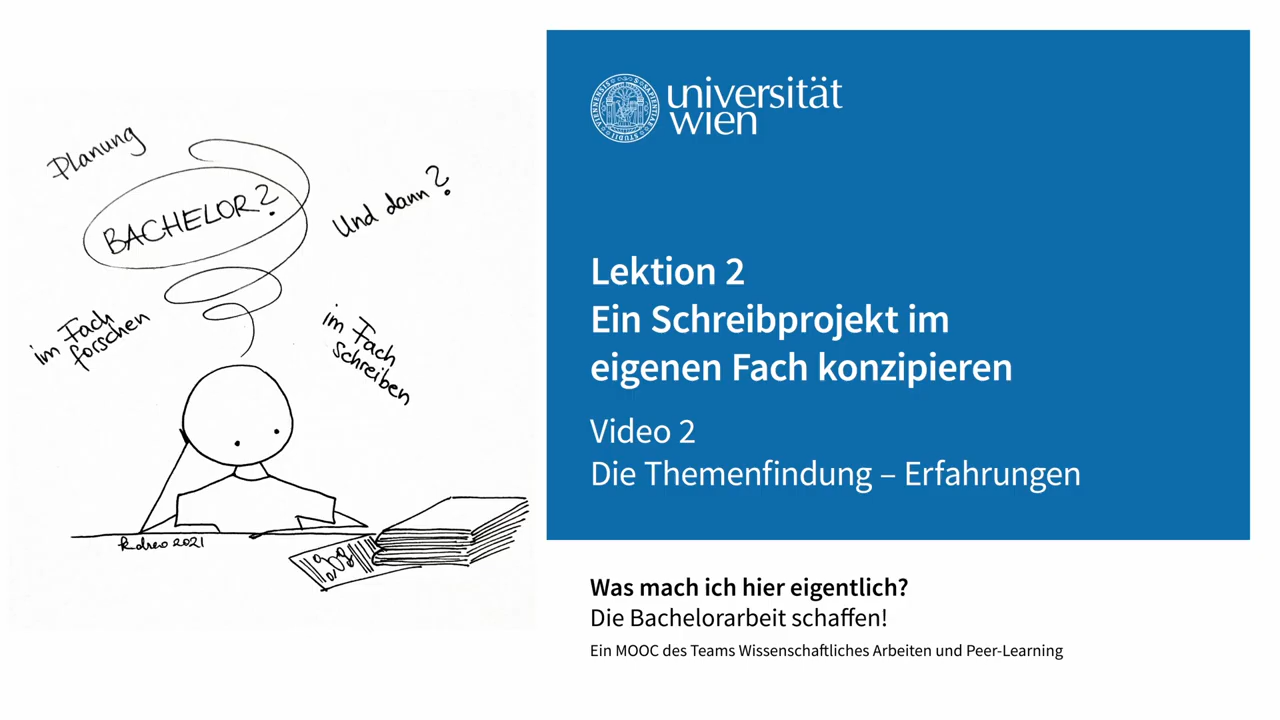 Planung
BACHELOR?
Und dann?
im Fach
forschen
im Fach
schreiben
universität
wien
Lektion 2
Ein Schreibprojekt im
eigenen Fach konzipieren
Video 2
Die Themenfindung – Erfahrungen
Was mach ich hier eigentlich?
Die Bachelorarbeit schaffen!
Ein MOOC des Teams Wissenschaftliches Arbeiten und Peer-Learning